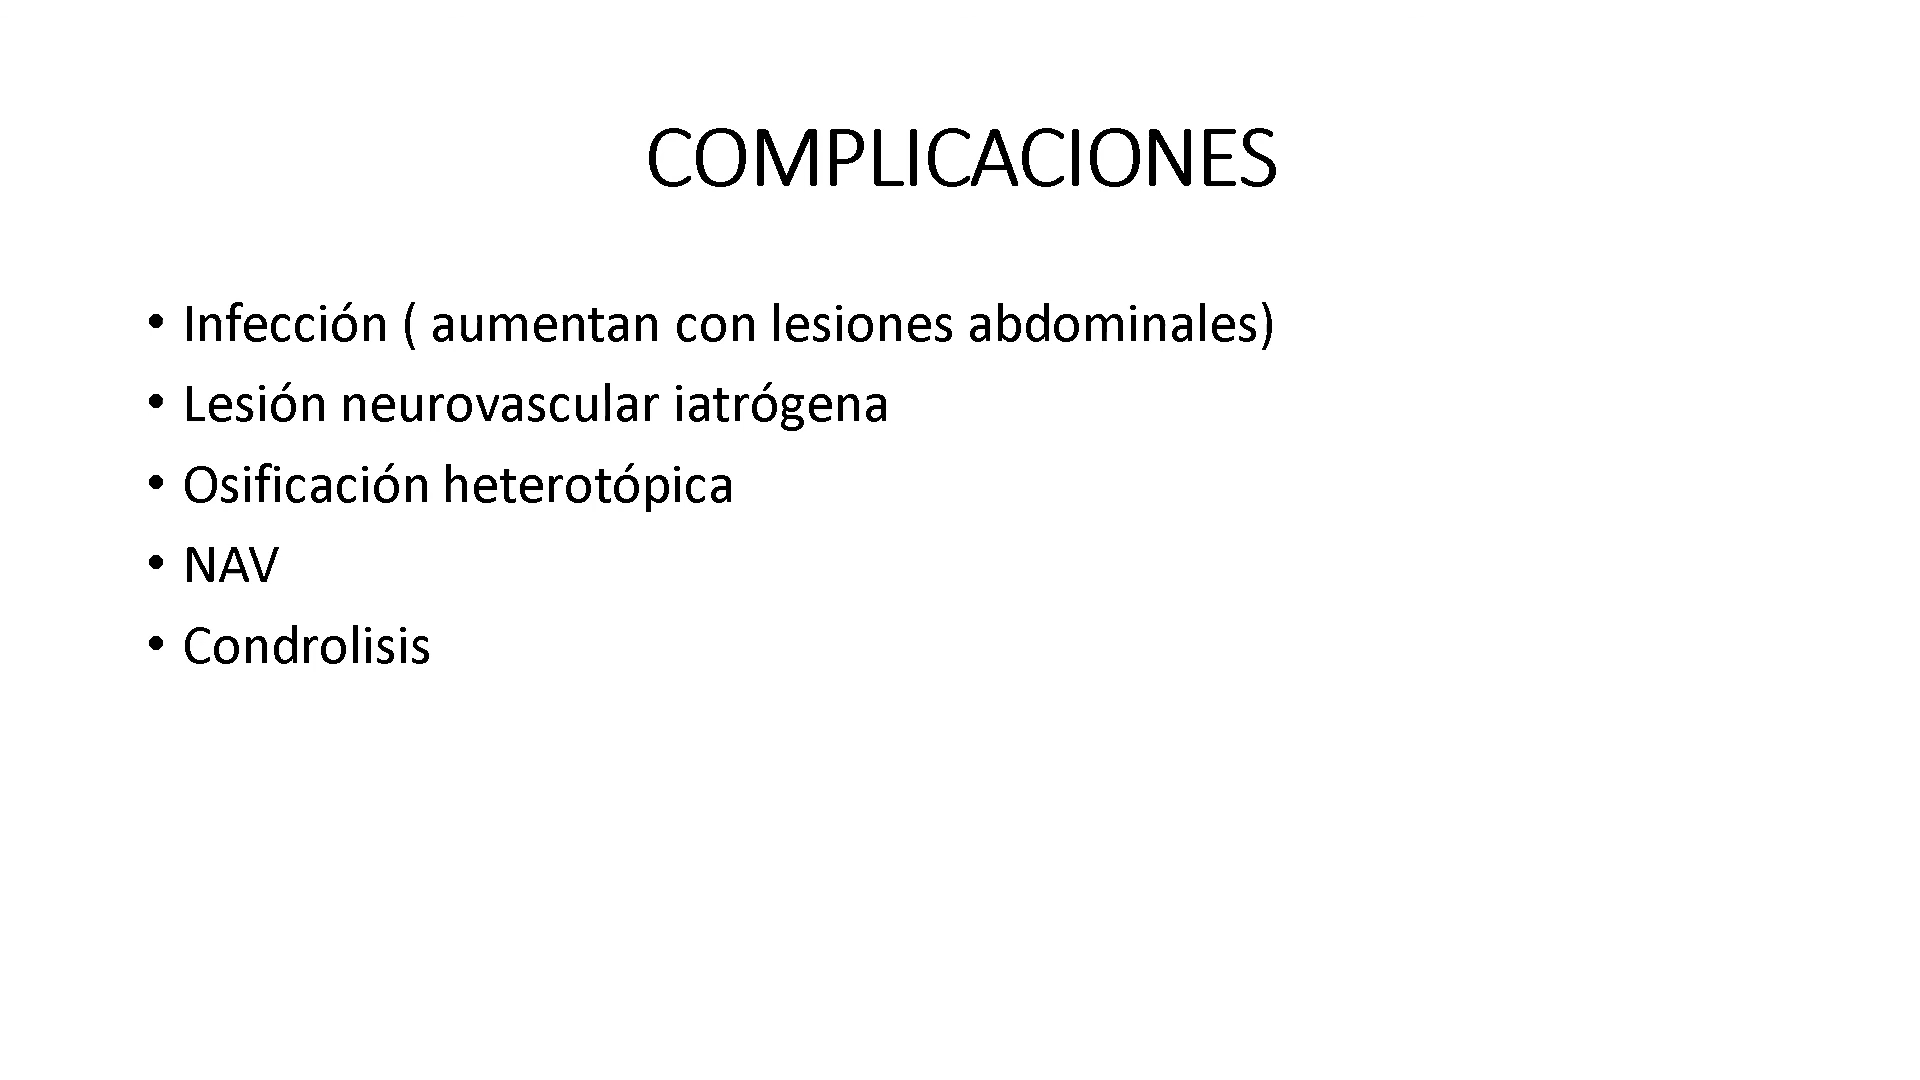 COMPLICACIONES
• Infección ( aumentan con lesiones abdominales)
• Lesión neurovascular iatrógena
• Osificación heterotópica
• NAV
• Condrolisis